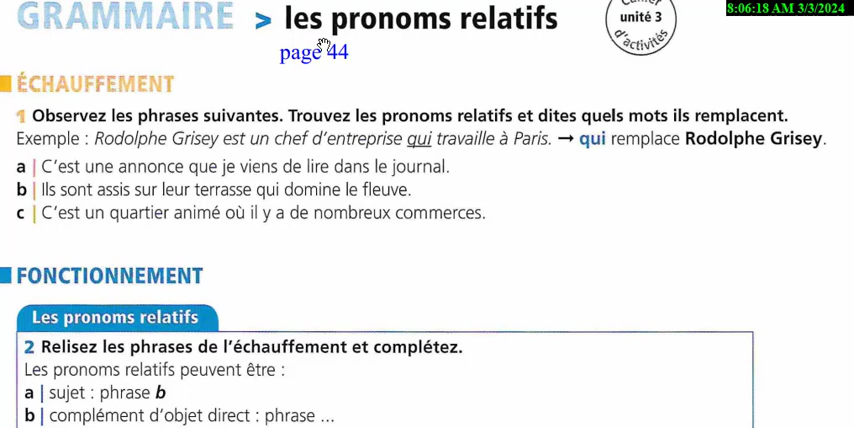 8:06:18 AM 3/3/2024
GRAMMAIRE > les pronoms relatifs
Cahier
unité 3
d'activités
page 44
ÉCHAUFFEMENT
1 Observez les phrases suivantes. Trouvez les pronoms relatifs et dites quels mots ils remplacent.
Exemple : Rodolphe Grisey est un chef d'entreprise qui travaille à Paris. → qui remplace Rodolphe Grisey.
a | C'est une annonce que je viens de lire dans le journal.
b | Ils sont assis sur leur terrasse qui domine le fleuve.
c | C'est un quartier animé où il y a de nombreux commerces.
FONCTIONNEMENT
Les pronoms relatifs
2 Relisez les phrases de l'échauffement et complétez.
Les pronoms relatifs peuvent être :
a | sujet : phrase b
b | complément d'objet direct : phrase ...